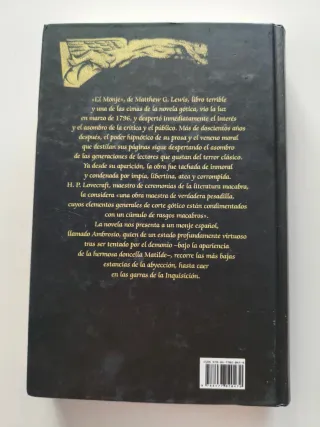 «El Monje», de Matthew G. Lewis, libro terrible
y una de las cimas de la novela gótica, vio la luz
en marzo de 1796, y despertó inmediatamente el interés
y el asombro de la crítica y el público. Más de doscientos años
después, el poder hipnótico de su prosa y el veneno moral
que destilan sus páginas sigue despertando el asombro
de las generaciones de lectores que gustan del terror clásico.
Ya desde su aparición, la obra fue tachada de inmoral
y condenada por impía, libertina, atea y corrompida.
H. P. Lovecraft, maestro de ceremonias de la literatura macabra,
la considera «una obra maestra de verdadera pesadilla,
cuyos elementos generales de corte gótico están condimentados
con un cúmulo de rasgos macabros».
La novela nos presenta a un monje español,
llamado Ambrosio, quien de un estado profundamente virtuoso
tras ser tentado por el demonio –bajo la apariencia
de la hermosa doncella Matilde–, recorre las más bajas
estancias de la abyección, hasta caer
en las garras de la Inquisición.